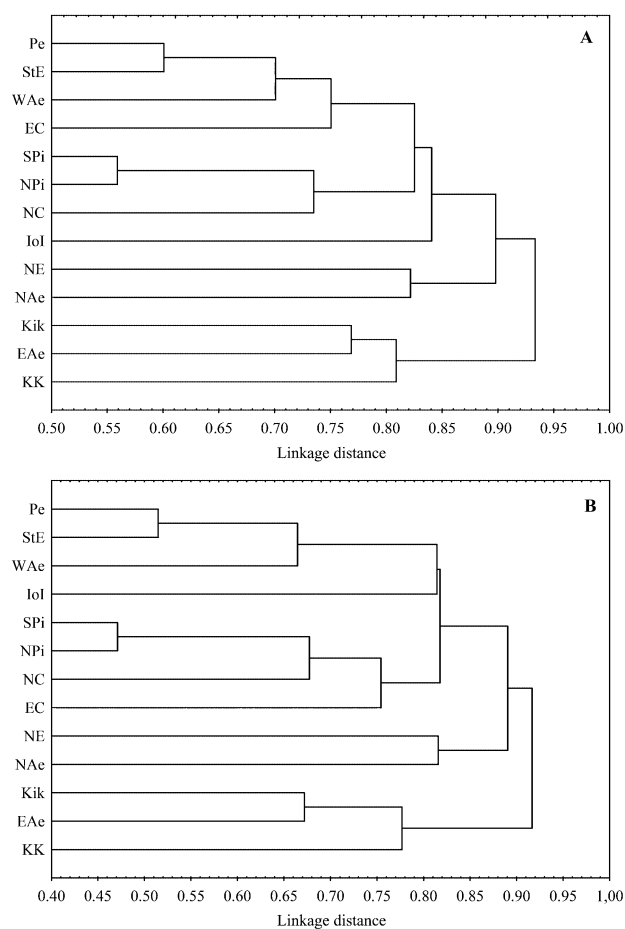 A
Pe
StE
WAe
EC
SPi
NPi
NC
IoI
NE
NAe
Kik
EAe
KK
0.50 0.55 0.60 0.65 0.70 0.75 0.80 0.85 0.90 0.95 1.00
Linkage distance
B
Pe
StE
WAe
IoI
SPi
NPi
NC
EC
NE
NAe
Kik
EAe
KK
0.40 0.45 0.50 0.55 0.60 0.65 0.70 0.75 0.80 0.85 0.90 0.95 1,00
Linkage distance